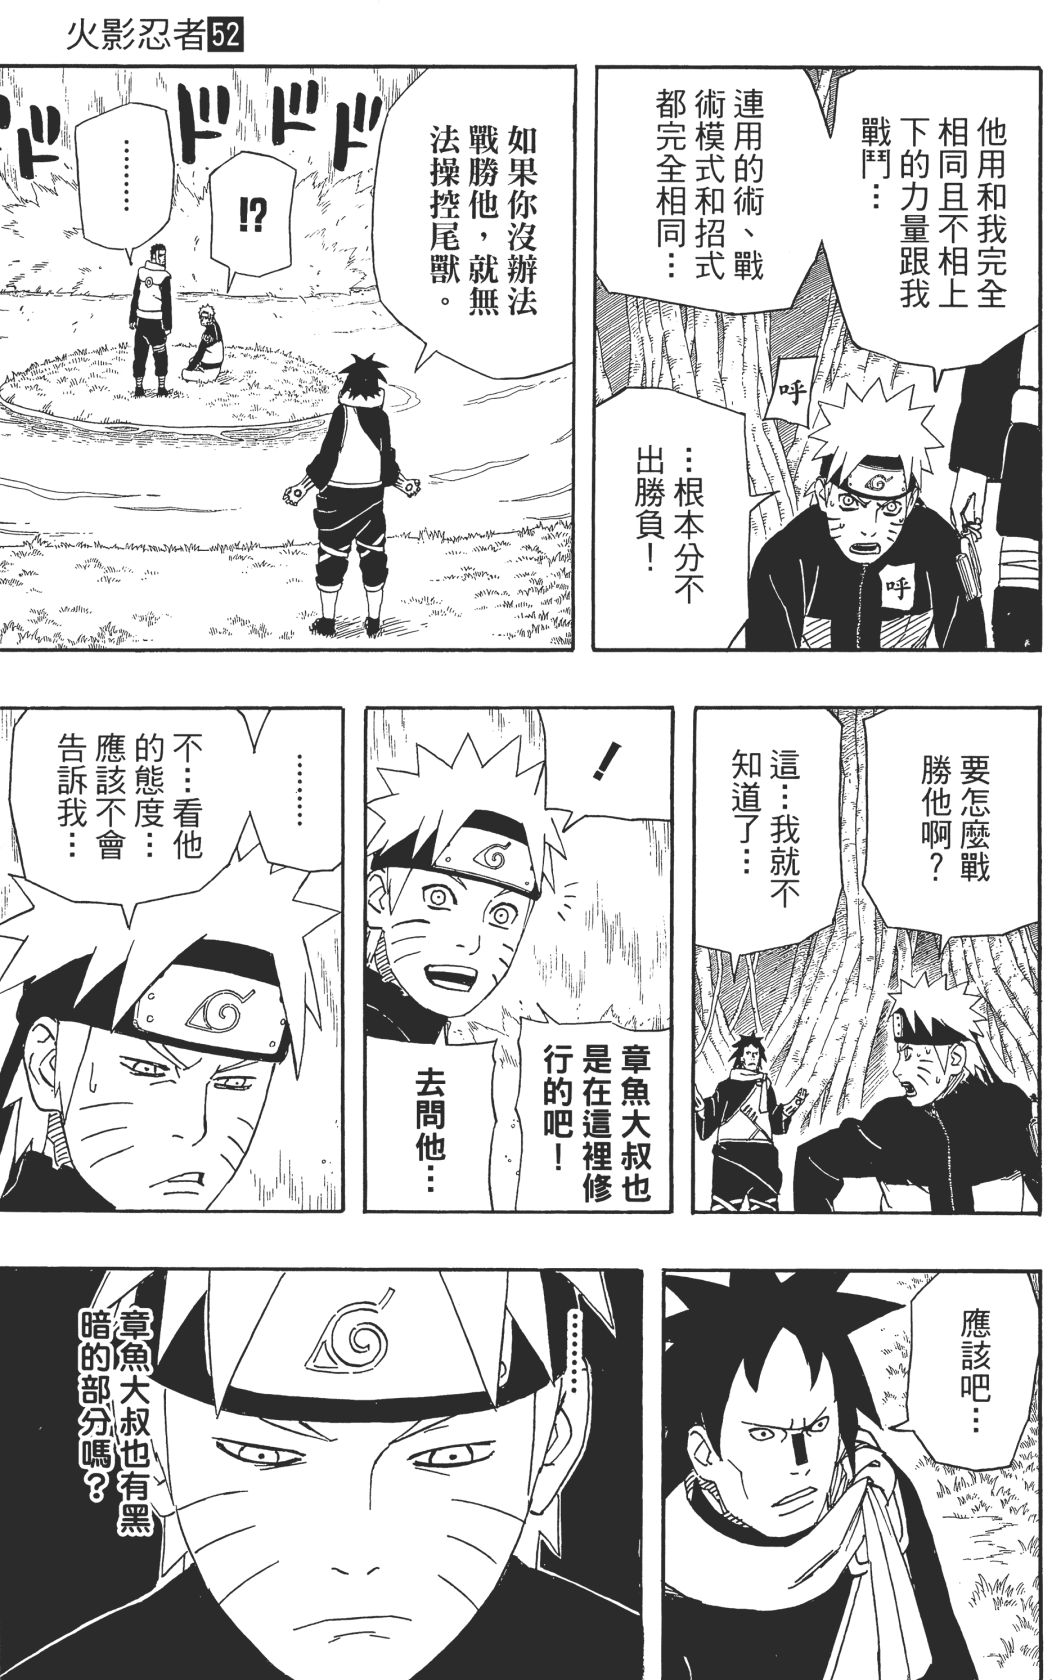 火影忍者52
他用和我完全
相同且不相上
下的力量跟我
戰鬥…
連用的術、戰
術模式和招式
都完全相同…
呼
…根本分不
出勝負！
呼
如果你沒辦法
戰勝他，就無
法操控尾獸。
!?
………
ドドドド
要怎麼戰
勝他啊？
這…我就不
知道了…
！
章魚大叔也
是在這裡修
行的吧！
去問他…
………
不…看他
的態度…
應該不會
告訴我…
應該吧…
………
章魚大叔也有黑
暗的部分嗎？